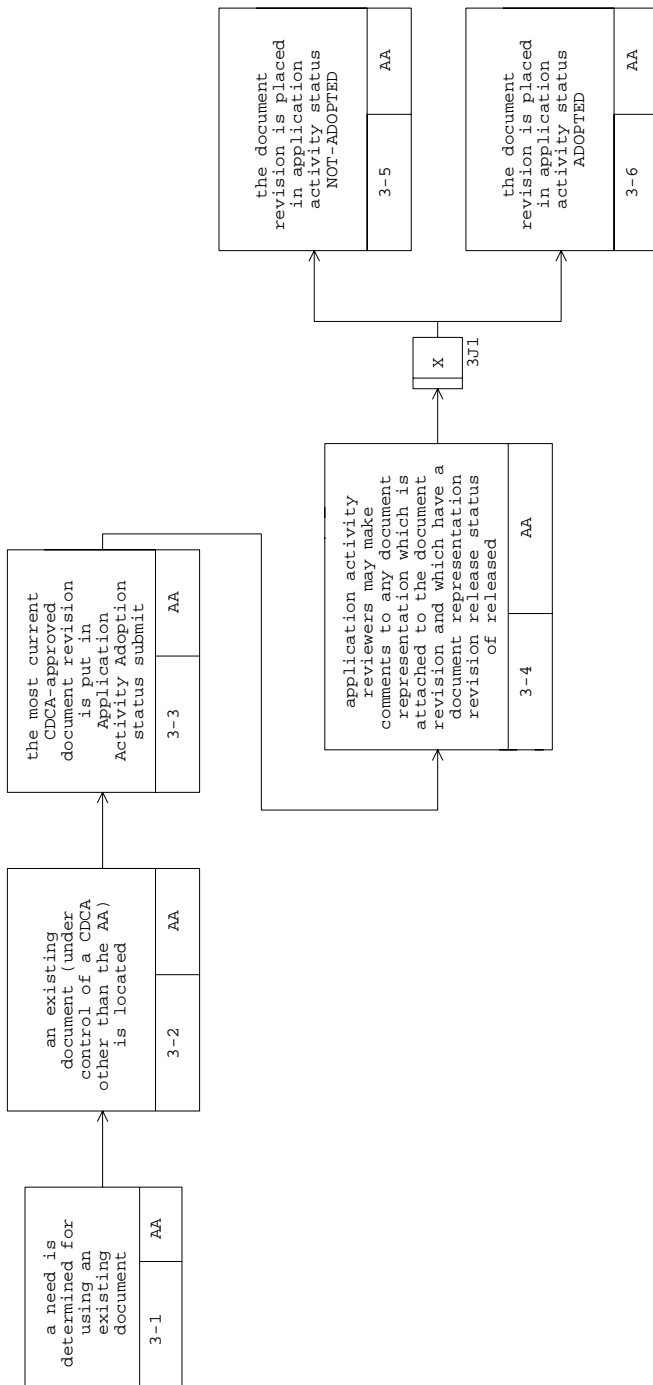 a need is
determined for
using an
existing
document
3-1
AA
an existing
document (under
control of a CDCA
other than the AA)
is located
3-2
AA
the most current
CDCA-approved
document revision
is put in
Application
Activity Adoption
status submit
3-3
AA
application activity
reviewers may make
comments to any document
representation which is
attached to the document
revision and which have a
document representation
revision release status
of released
3-4
AA
X
3J1
the document
revision is placed
in application
activity status
NOT-ADOPTED
3-5
AA
the document
revision is placed
in application
activity status
ADOPTED
3-6
AA